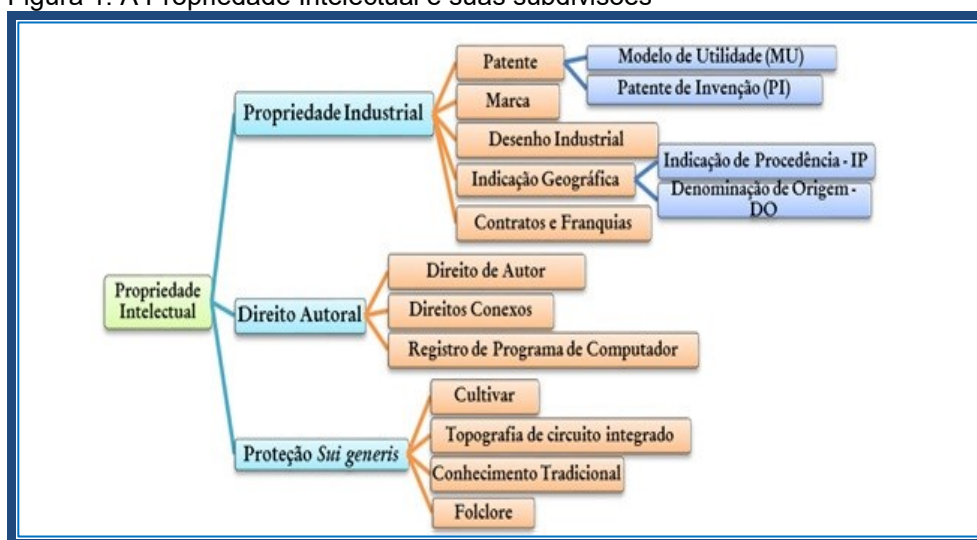 Figura 1: A Propriedade Intelectual e suas subdivisões
Propriedade
Intelectual
Propriedade Industrial
Patente
Modelo de Utilidade (MU)
Patente de Invenção (PI)
Marca
Desenho Industrial
Indicação Geográfica
Indicação de Procedência - IP
Denominação de Origem -
DO
Contratos e Franquias
Direito Autoral
Direito de Autor
Direitos Conexos
Registro de Programa de Computador
Proteção Sui generis
Cultivar
Topografia de circuito integrado
Conhecimento Tradicional
Folclore